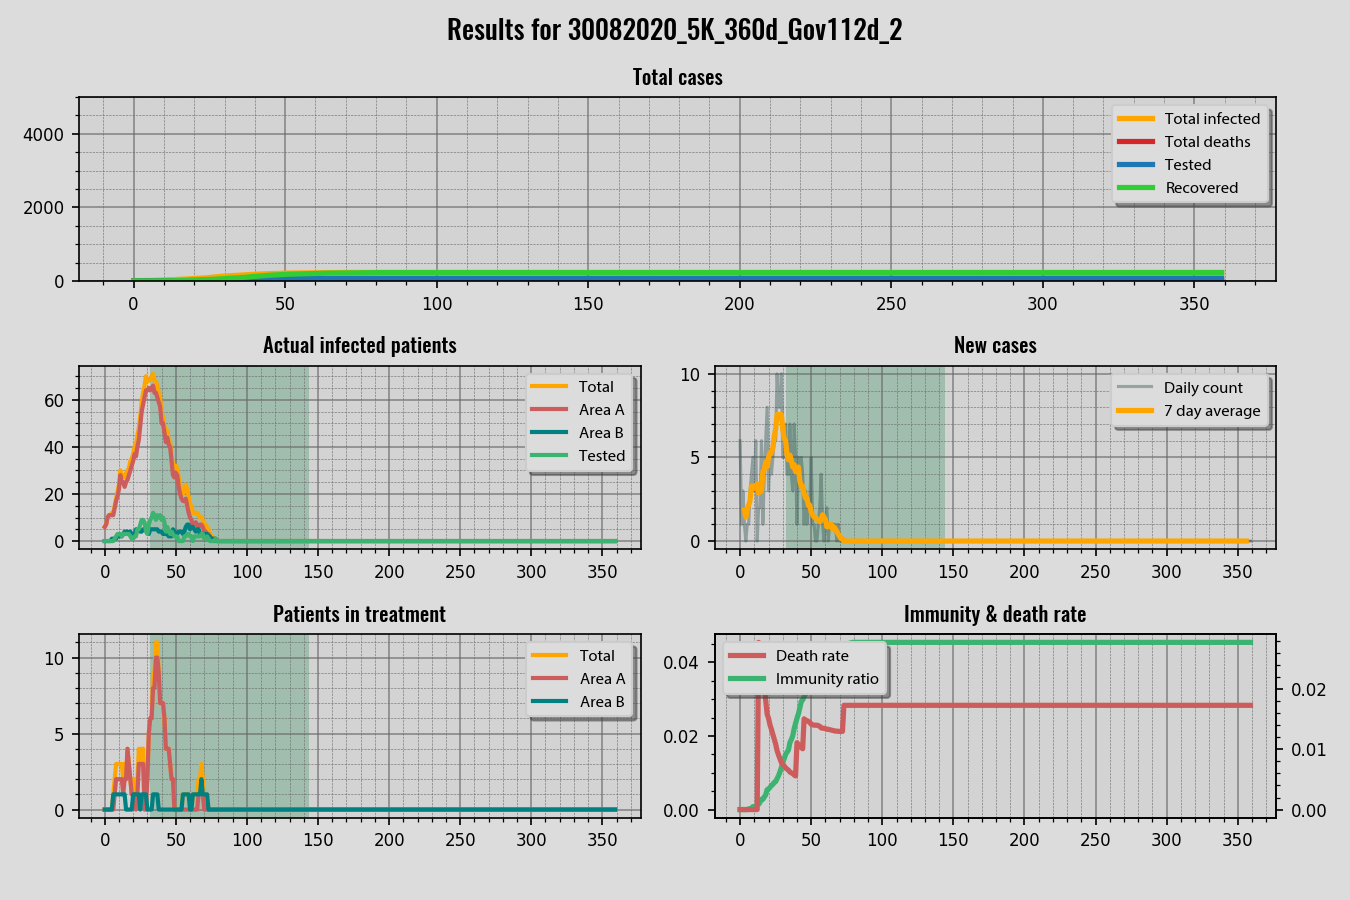 Results for 30082020_5K_360d_Gov112d_2
Total cases
4000
2000
0
Total infected
Total deaths
Tested
Recovered
0 50 100 150 200 250 300 350
Actual infected patients
60
40
20
0
Total
Area A
Area B
Tested
0 50 100 150 200 250 300 350
New cases
10
5
0
Daily count
7 day average
0 50 100 150 200 250 300 350
Patients in treatment
10
5
0
Total
Area A
Area B
0 50 100 150 200 250 300 350
Immunity & death rate
0.04
0.02
0.00
Death rate
Immunity ratio
0.02
0.01
0.00
0 50 100 150 200 250 300 350